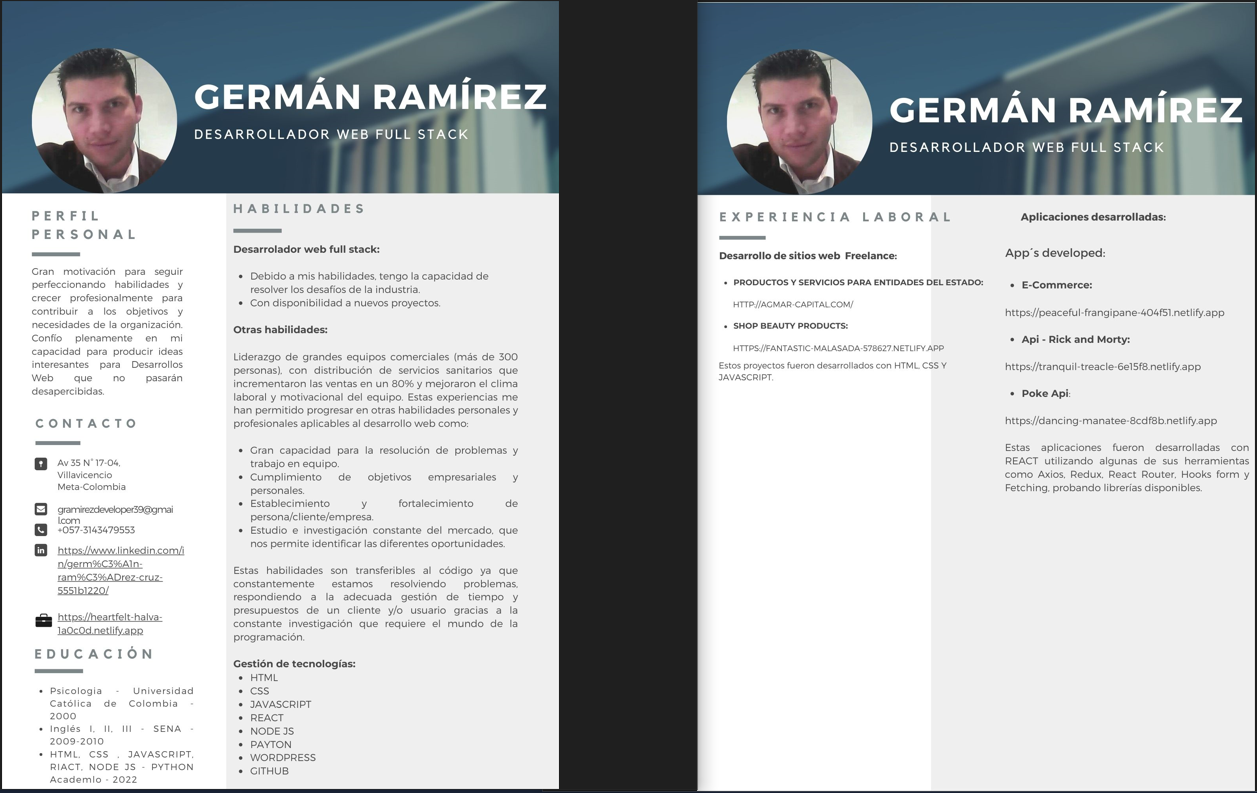 GERMÁN RAMÍREZ
DESARROLLADOR WEB FULL STACK
PERFIL
PERSONAL
Gran motivación para seguir
perfeccionando habilidades y
crecer profesionalmente para
contribuir a los objetivos y
necesidades de la organización.
Confío plenamente en mi
capacidad para producir ideas
interesantes para Desarrollos
Web que no pasarán
desapercibidas.
CONTACTO
Av 35 N° 17-04,
Villavicencio
Meta-Colombia
gramirezdeveloper39@gmai
l.com
+057-3143479553
https://www.linkedin.com/i
n/germ%C3%A1n-
ram%C3%ADrez-cruz-
5551b1220/
https://heartfelt-halva-
1a0c0d.netlify.app
EDUCACIÓN
• Psicologia - Universidad
Católica de Colombia -
2000
• Inglés I, II, III - SENA -
2009-2010
• HTML, CSS , JAVASCRIPT,
RIACT, NODE JS - PYTHON
Academlo - 2022
HABILIDADES
Desarrolador web full stack:
• Debido a mis habilidades, tengo la capacidad de
resolver los desafíos de la industria.
• Con disponibilidad a nuevos proyectos.
Otras habilidades:
Liderazgo de grandes equipos comerciales (más de 300
personas), con distribución de servicios sanitarios que
incrementaron las ventas en un 80% y mejoraron el clima
laboral y motivacional del equipo. Estas experiencias me
han permitido progresar en otras habilidades personales y
profesionales aplicables al desarrollo web como:
• Gran capacidad para la resolución de problemas y
trabajo en equipo.
• Cumplimiento de objetivos empresariales y
personales.
• Establecimiento y fortalecimiento de
persona/cliente/empresa.
• Estudio e investigación constante del mercado, que
nos permite identificar las diferentes oportunidades.
Estas habilidades son transferibles al código ya que
constantemente estamos resolviendo problemas,
respondiendo a la adecuada gestión de tiempo y
presupuestos de un cliente y/o usuario gracias a la
constante investigación que requiere el mundo de la
programación.
Gestión de tecnologías:
• HTML
• CSS
• JAVASCRIPT
• REACT
• NODE JS
• PAYTON
• WORDPRESS
• GITHUB
GERMÁN RAMÍREZ
DESARROLLADOR WEB FULL STACK
EXPERIENCIA LABORAL
Desarrollo de sitios web Freelance:
• PRODUCTOS Y SERVICIOS PARA ENTIDADES DEL ESTADO:
HTTP://AGMAR-CAPITAL.COM/
• SHOP BEAUTY PRODUCTS:
HTTPS://FANTASTIC-MALASADA-578627.NETLIFY.APP
Estos proyectos fueron desarrollados con HTML, CSS Y
JAVASCRIPT.
Aplicaciones desarrolladas:
App´s developed:
• E-Commerce:
https://peaceful-frangipane-404f51.netlify.app
• Api - Rick and Morty:
https://tranquil-treacle-6e15f8.netlify.app
• Poke Api:
https://dancing-manatee-8cdf8b.netlify.app
Estas aplicaciones fueron desarrolladas con
REACT utilizando algunas de sus herramientas
como Axios, Redux, React Router, Hooks form y
Fetching, probando librerías disponibles.